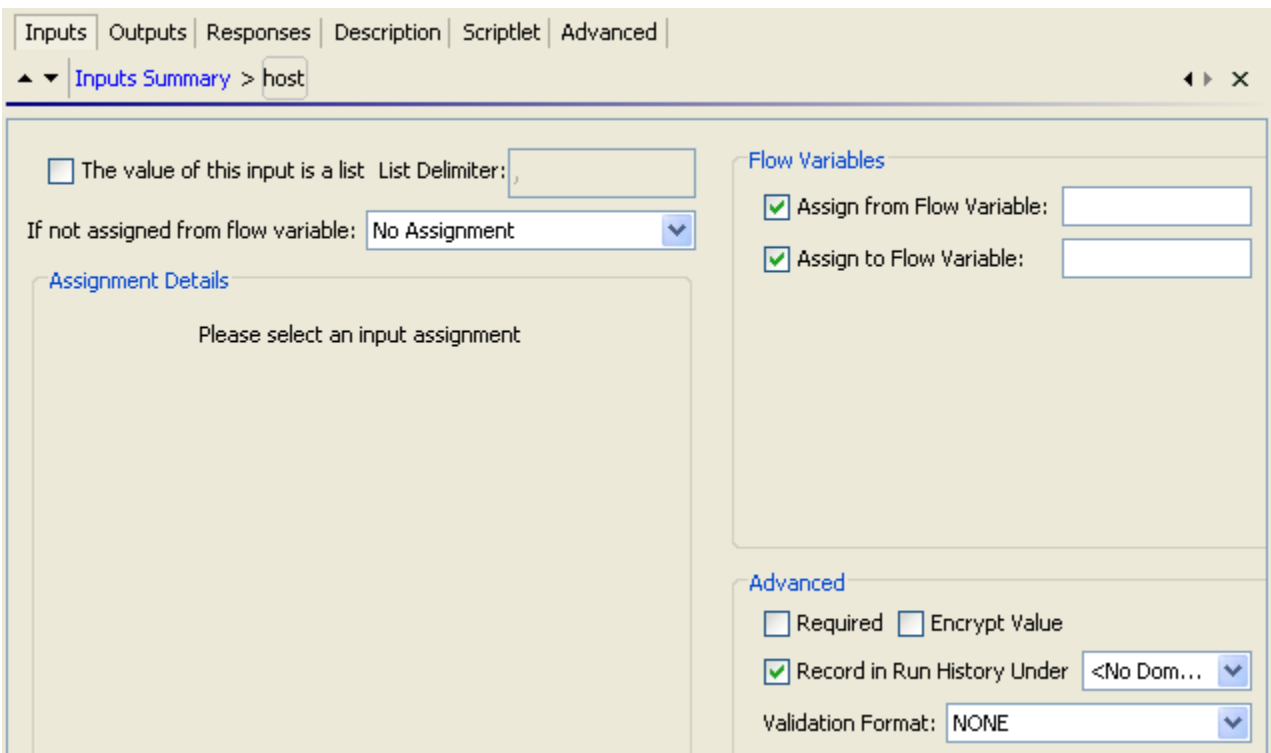 Inputs Outputs Responses Description Scriptlet Advanced
Inputs Summary > host
The value of this input is a list List Delimiter: ,
If not assigned from flow variable: No Assignment
Assignment Details
Please select an input assignment
Flow Variables
Assign from Flow Variable:
Assign to Flow Variable:
Advanced
Required Encrypt Value
Record in Run History Under <No Dom...
Validation Format: NONE